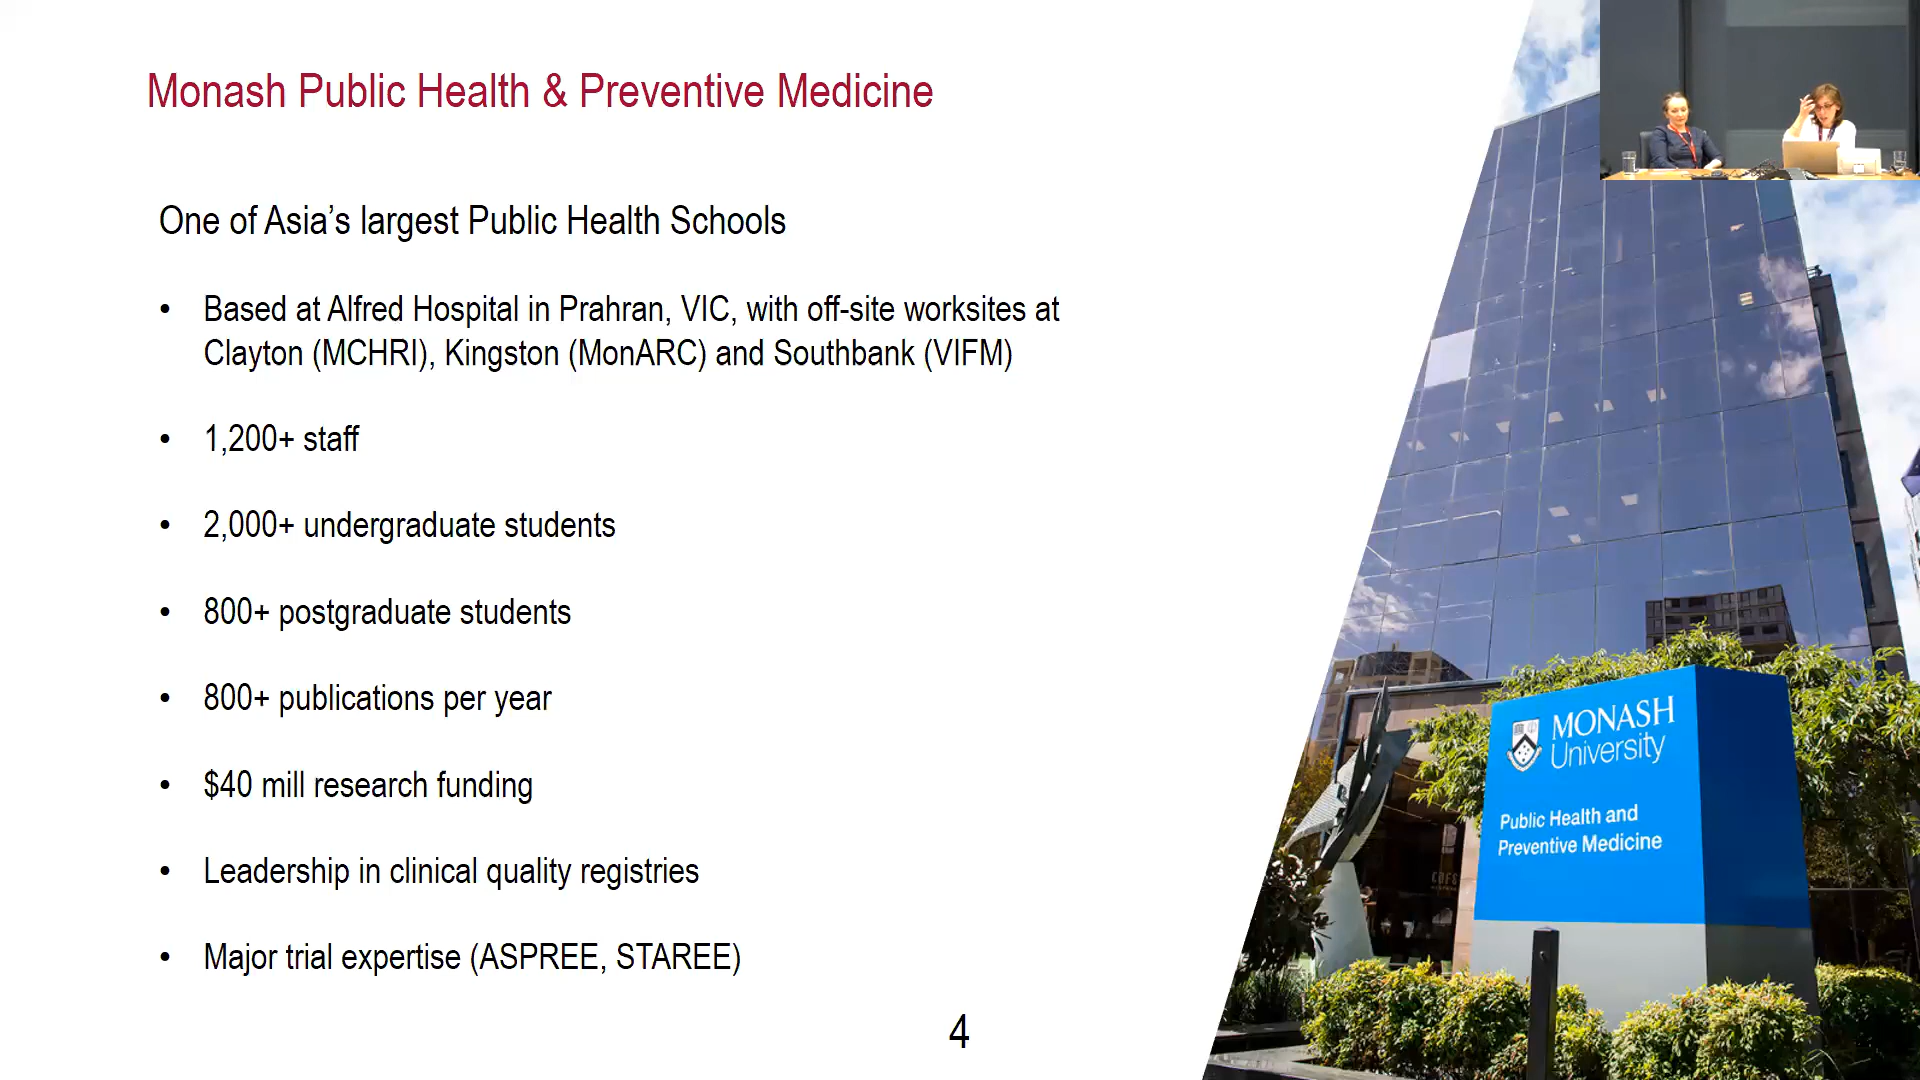 Monash Public Health & Preventive Medicine
One of Asia’s largest Public Health Schools
• Based at Alfred Hospital in Prahran, VIC, with off-site worksites at
Clayton (MCHRI), Kingston (MonARC) and Southbank (VIFM)
• 1,200+ staff
• 2,000+ undergraduate students
• 800+ postgraduate students
• 800+ publications per year
• $40 mill research funding
• Leadership in clinical quality registries
• Major trial expertise (ASPREE, STAREE)
4
MONASH
University
Public Health and
Preventive Medicine